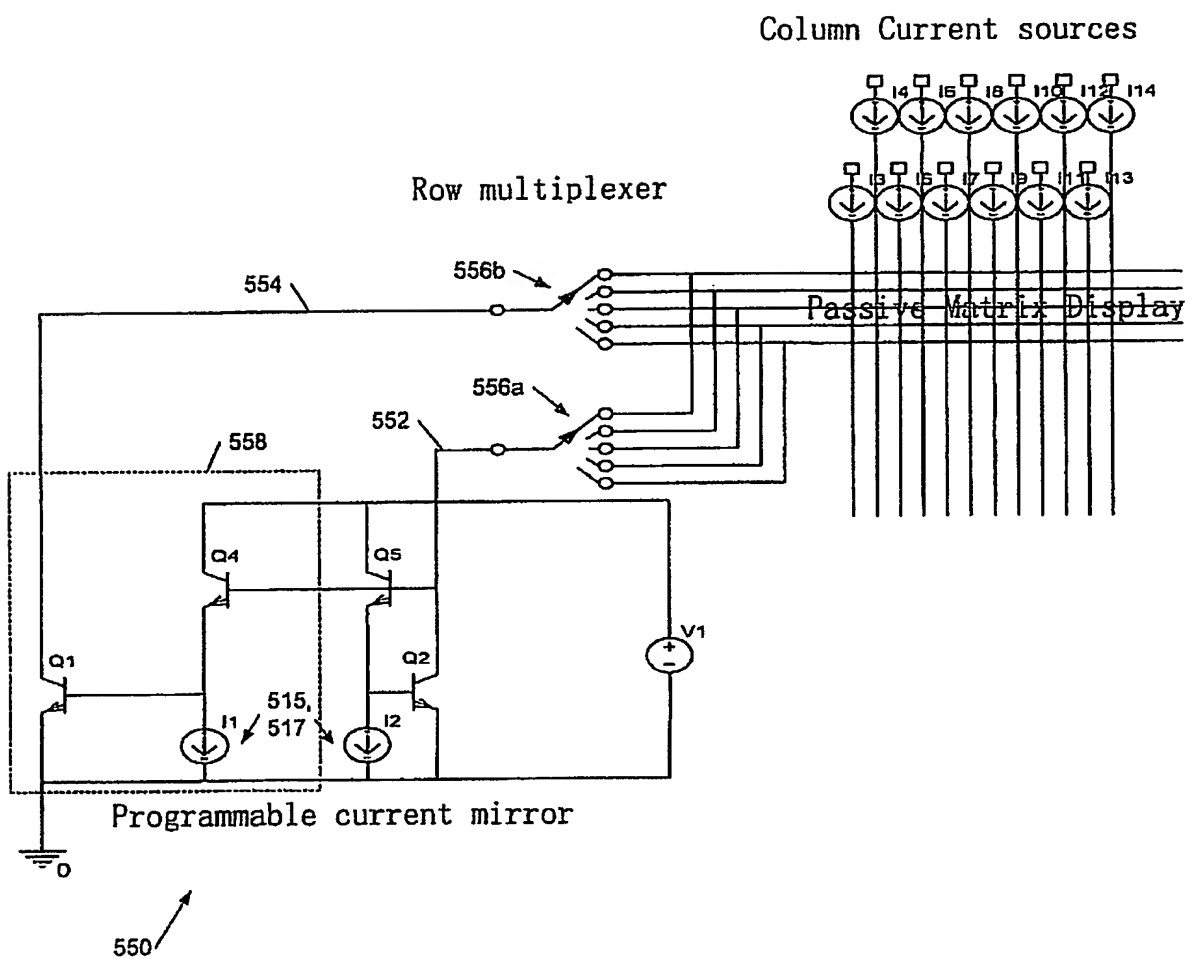 Column Current sources
I4 I6 I8 I10 I12 I14
I3 I5 I7 I9 I11 I13
Row multiplexer
556b
554
Passive Matrix Display
556a
552
558
Q4 Q5
V1
Q1 Q2
515,
517
I1 I2
Programmable current mirror
0
550